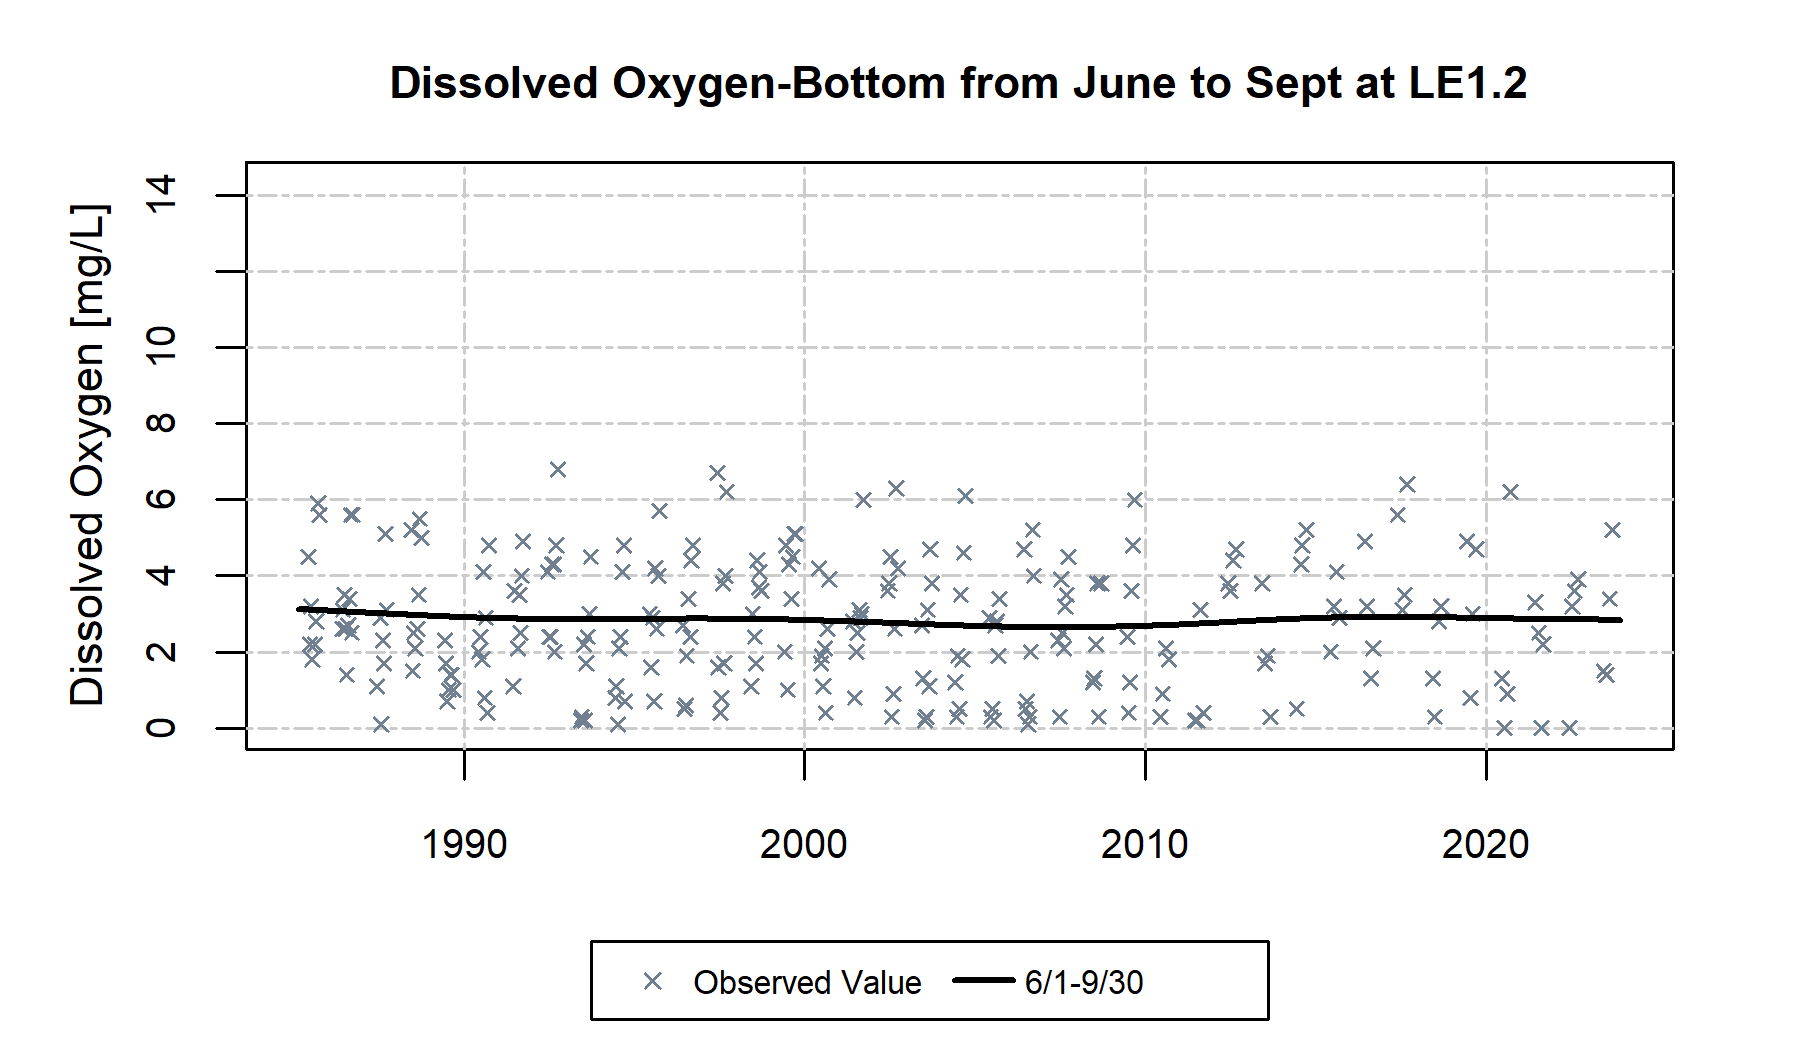 Dissolved Oxygen-Bottom from June to Sept at LE1.2
Dissolved Oxygen [mg/L]
14
10
8
6
4
2
0
1990 2000 2010 2020
Observed Value 6/1-9/30